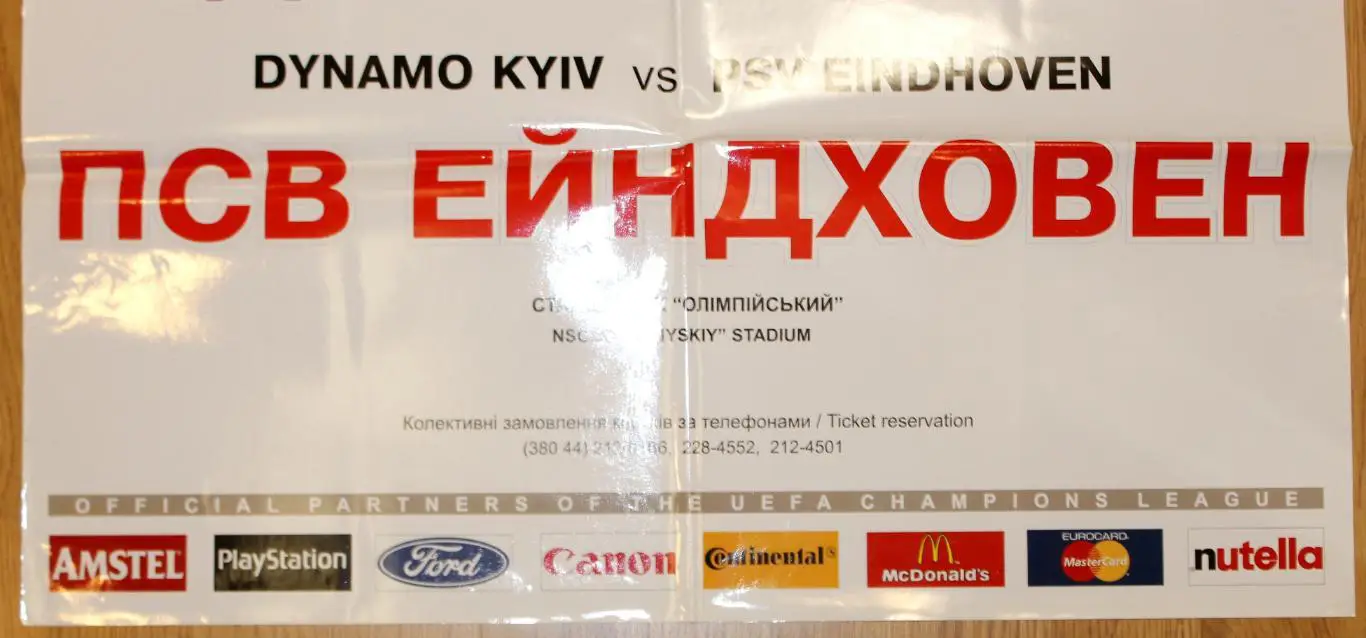 DYNAMO KYIV vs PSV EINDHOVEN
ПСВ ЕЙНДХОВЕН
"ОЛІМПІЙСЬКИЙ"
STADIUM
Колективні замовлення за телефонами / Ticket reservation
(380 44) 228-4552, 212-4501
OFFICIAL PARTNERS OF THE UEFA CHAMPIONS LEAGUE
AMSTEL PlayStation Ford Canon Continental McDonald's EUROCARD MasterCard nutella